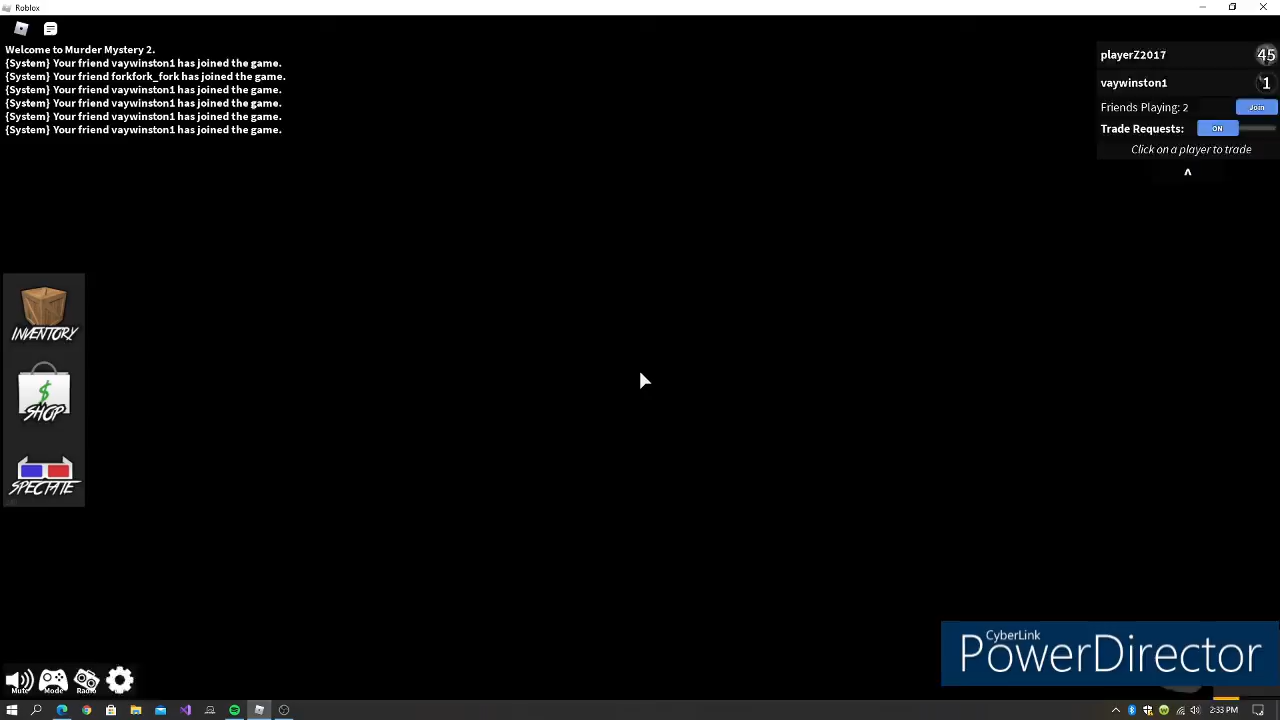 Roblox
Welcome to Murder Mystery 2.
{System} Your friend vaywinston1 has joined the game.
{System} Your friend forkfork_fork has joined the game.
{System} Your friend vaywinston1 has joined the game.
{System} Your friend vaywinston1 has joined the game.
{System} Your friend vaywinston1 has joined the game.
{System} Your friend vaywinston1 has joined the game.
playerZ2017 45
vaywinston1 1
Friends Playing: 2 Join
Trade Requests: ON
Click on a player to trade
^
INVENTORY
$
SHOP
SPECTATE
CyberLink
PowerDirector
Mute Mode Radio
2:33 PM